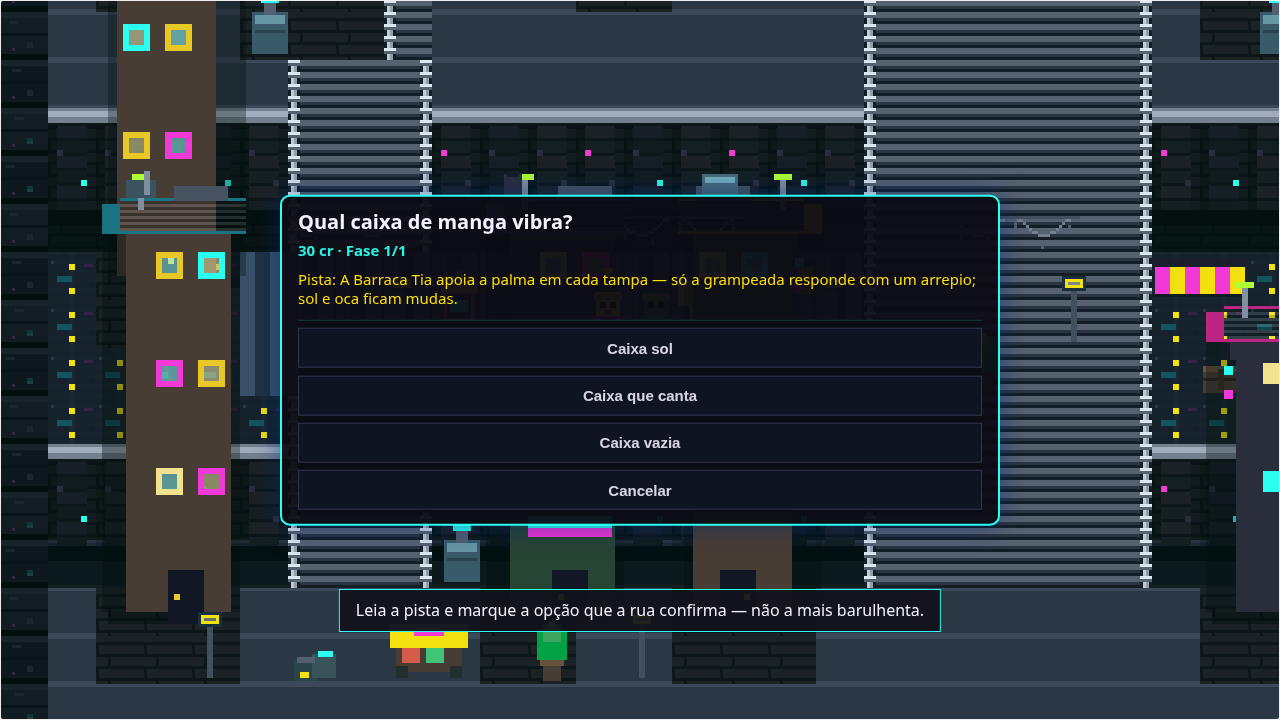 Qual caixa de manga vibra?
30 cr · Fase 1/1
Pista: A Barraca Tia apoia a palma em cada tampa — só a grampeada responde com um arrepio;
sol e oca ficam mudas.
Caixa sol
Caixa que canta
Caixa vazia
Cancelar
Leia a pista e marque a opção que a rua confirma — não a mais barulhenta.